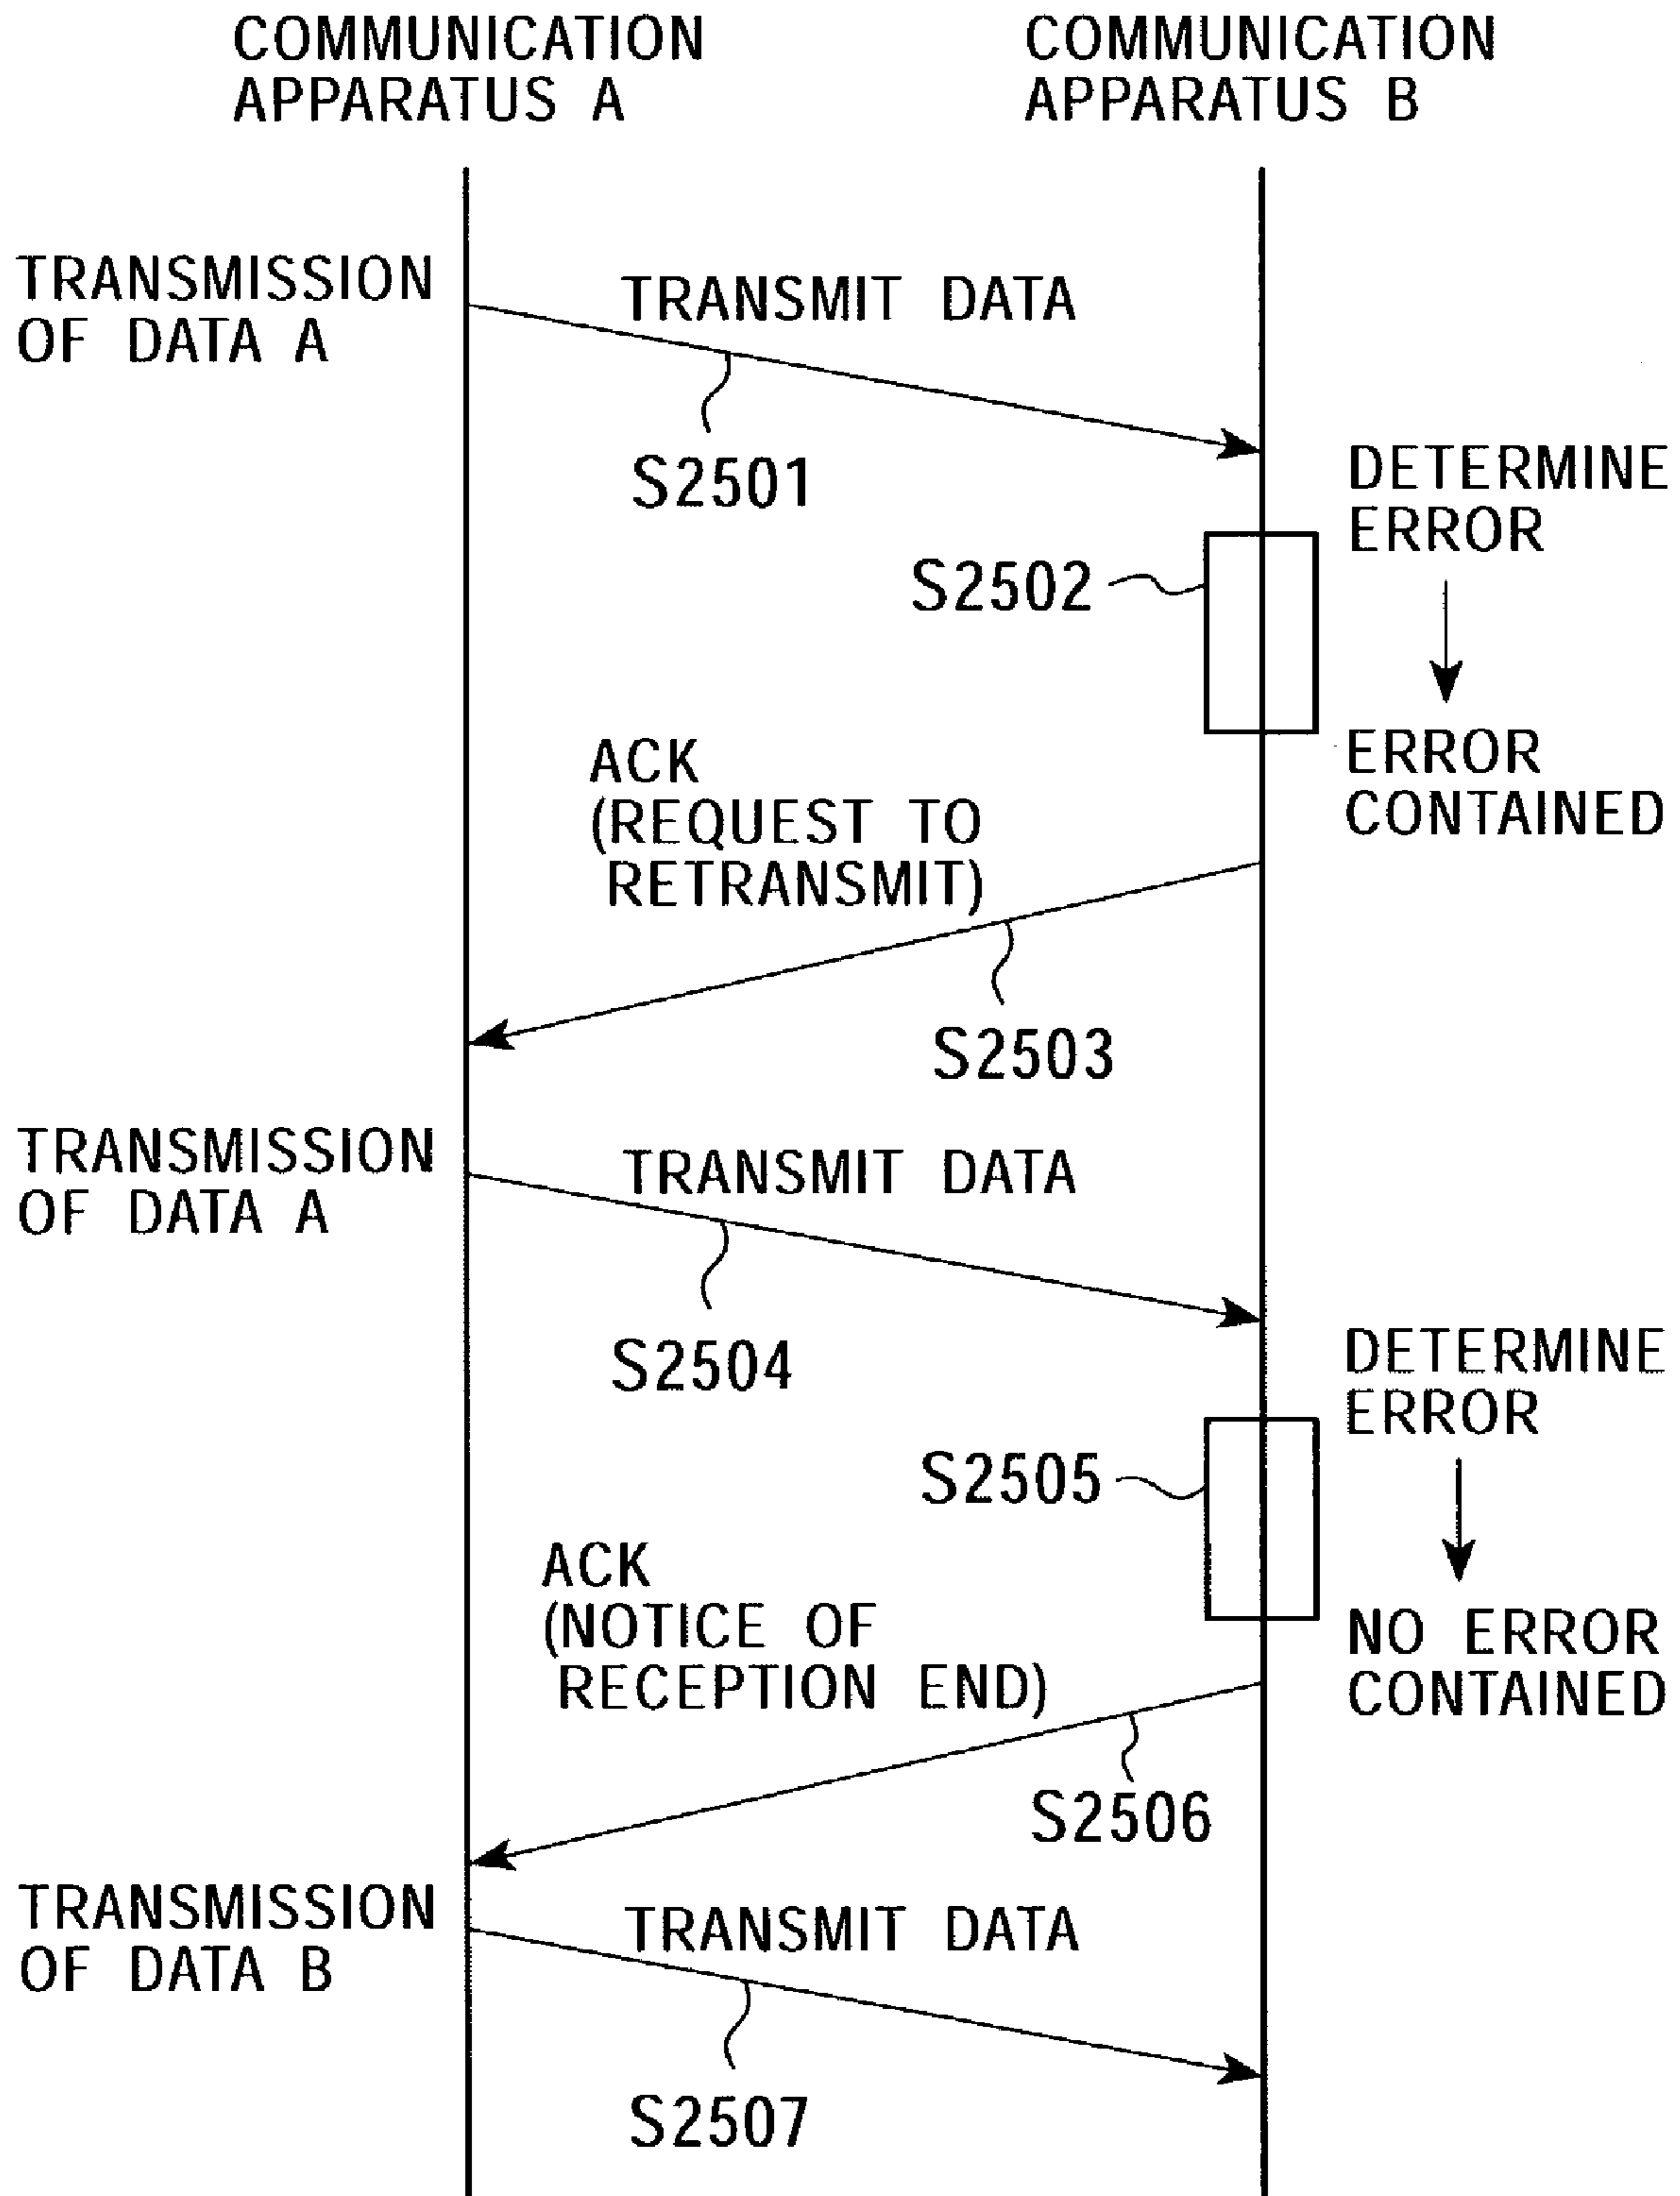 COMMUNICATION
APPARATUS A
COMMUNICATION
APPARATUS B
TRANSMISSION
OF DATA A
TRANSMIT DATA
S2501
DETERMINE
ERROR
S2502
ERROR
CONTAINED
ACK
(REQUEST TO
RETRANSMIT)
S2503
TRANSMISSION
OF DATA A
TRANSMIT DATA
S2504
DETERMINE
ERROR
S2505
NO ERROR
CONTAINED
ACK
(NOTICE OF
RECEPTION END)
S2506
TRANSMISSION
OF DATA B
TRANSMIT DATA
S2507